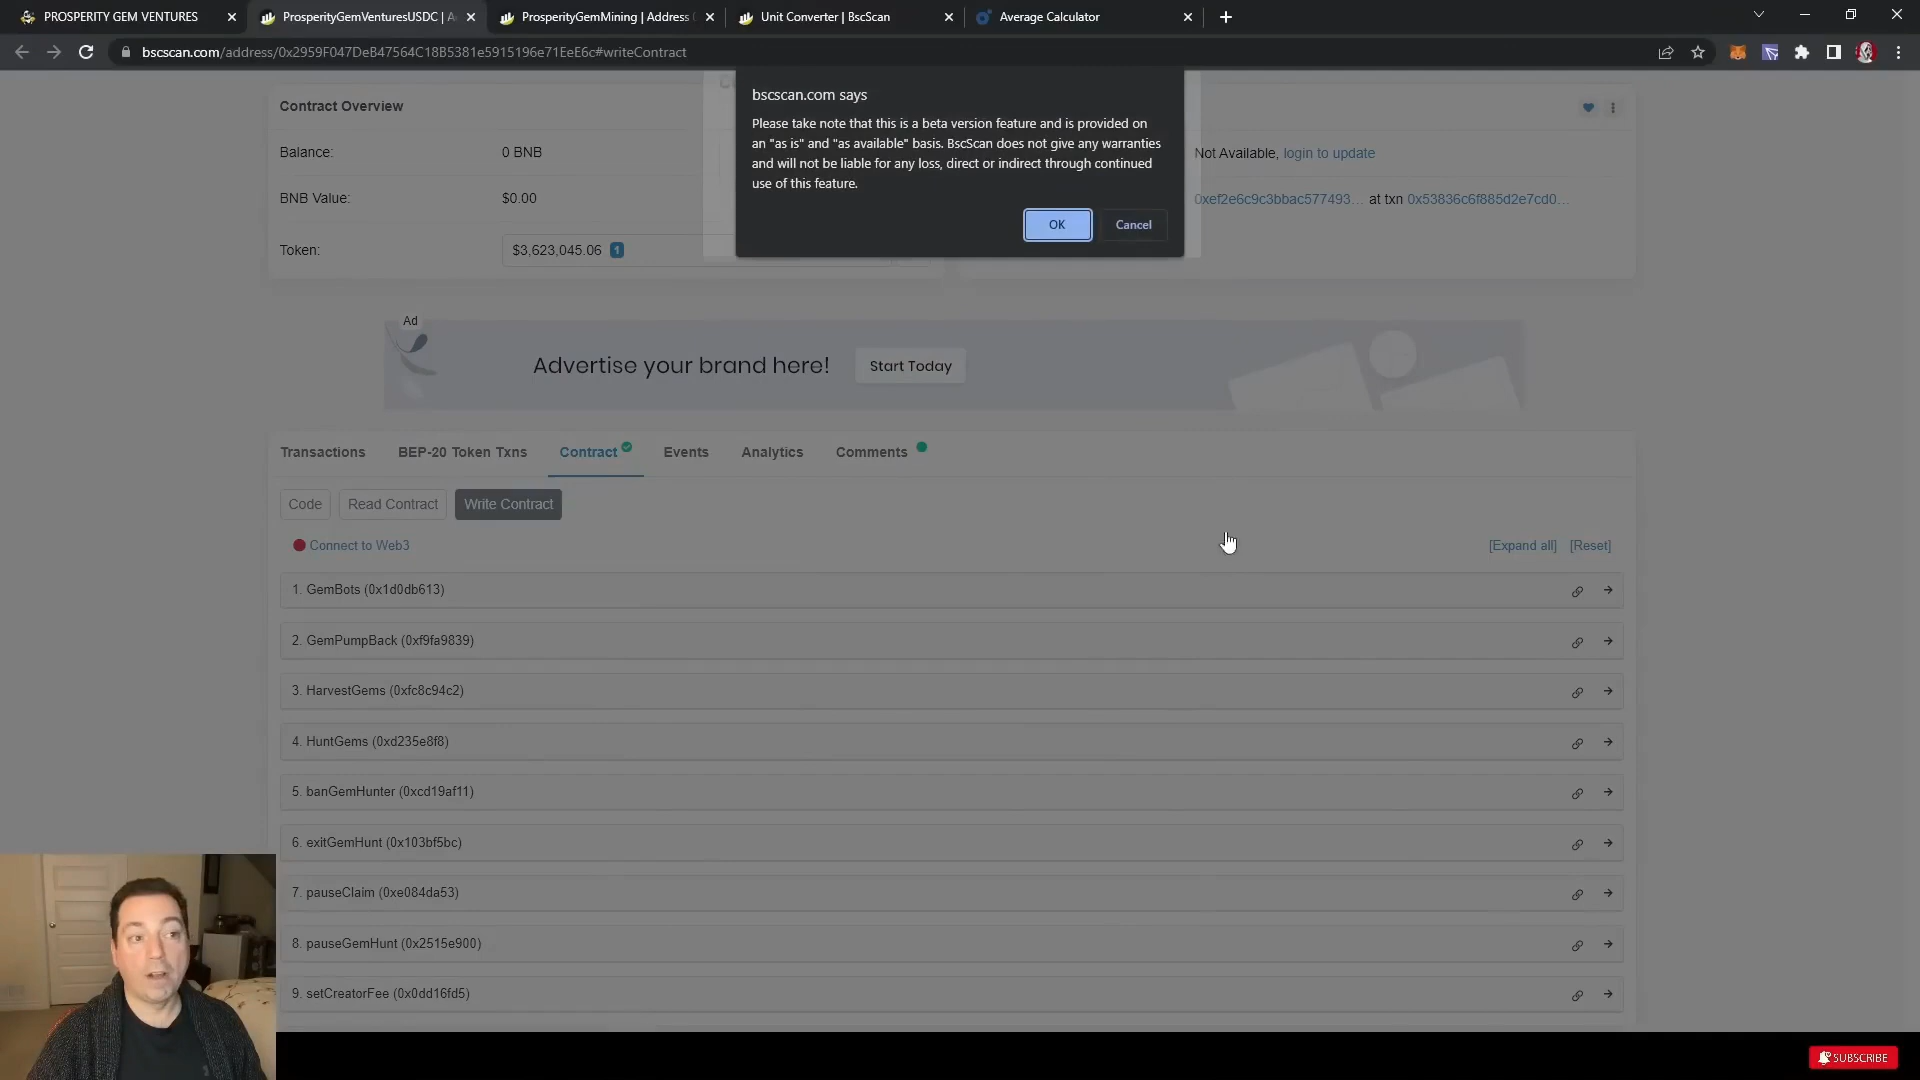 PROSPERITY GEM VENTURES
ProsperityGemVenturesUSDC | A
ProsperityGemMining | Address
Unit Converter | BscScan
Average Calculator
bscscan.com/address/0x2959F047DeB47564C18B5381e5915196e71EeE6c#writeContract
bscscan.com says
Please take note that this is a beta version feature and is provided on
an "as is" and "as available" basis. BscScan does not give any warranties
and will not be liable for any loss, direct or indirect through continued
use of this feature.
OK
Cancel
Contract Overview
Balance:
0 BNB
BNB Value:
$0.00
Token:
$3,623,045.06
1
Not Available, login to update
0xef2e6c9c3bbac577493... at txn 0x53836c6f885d2e7cd0...
Ad
Advertise your brand here!
Start Today
Transactions
BEP-20 Token Txns
Contract
Events
Analytics
Comments
Code
Read Contract
Write Contract
Connect to Web3
[Expand all]
[Reset]
1. GemBots (0x1d0db613)
2. GemPumpBack (0xf9fa9839)
3. HarvestGems (0xfc8c94c2)
4. HuntGems (0xd235e8f8)
5. banGemHunter (0xcd19af11)
6. exitGemHunt (0x103bf5bc)
7. pauseClaim (0xe084da53)
8. pauseGemHunt (0x2515e900)
9. setCreatorFee (0x0dd16fd5)
SUBSCRIBE